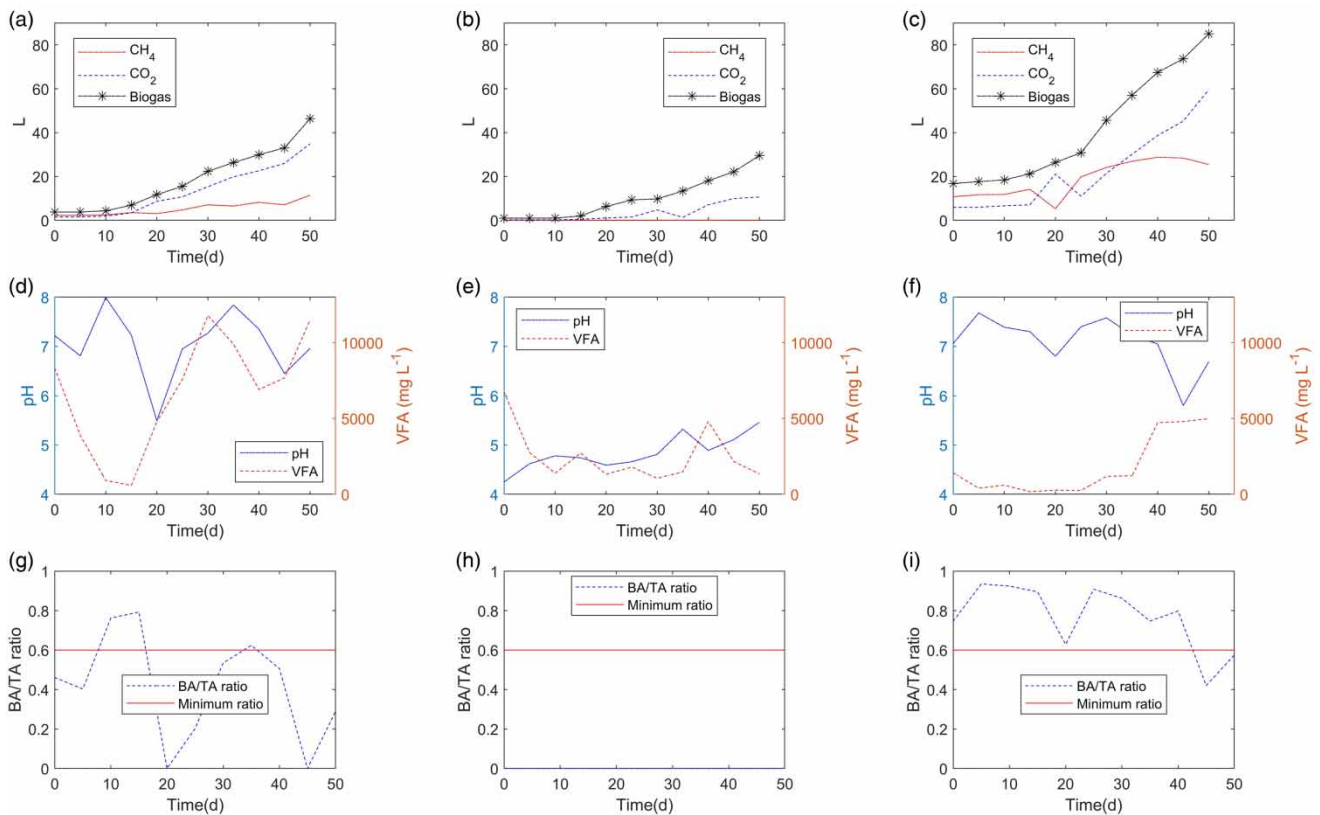 (a)
80
60
40
20
0
L
CH4
CO2
Biogas
0 10 20 30 40 50
Time(d)
(b)
80
60
40
20
0
L
CH4
CO2
Biogas
0 10 20 30 40 50
Time(d)
(c)
80
60
40
20
0
L
CH4
CO2
Biogas
0 10 20 30 40 50
Time(d)
(d)
8
7
6
5
4
pH
pH
VFA
10000
5000
0
VFA (mg L-1)
0 10 20 30 40 50
Time(d)
(e)
8
7
6
5
4
pH
pH
VFA
10000
5000
0
VFA (mg L-1)
0 10 20 30 40 50
Time(d)
(f)
8
7
6
5
4
pH
pH
VFA
10000
5000
0
VFA (mg L-1)
0 10 20 30 40 50
Time(d)
(g)
1
0.8
0.6
0.4
0.2
0
BA/TA ratio
BA/TA ratio
Minimum ratio
0 10 20 30 40 50
Time(d)
(h)
1
0.8
0.6
0.4
0.2
0
BA/TA ratio
BA/TA ratio
Minimum ratio
0 10 20 30 40 50
Time(d)
(i)
1
0.8
0.6
0.4
0.2
0
BA/TA ratio
BA/TA ratio
Minimum ratio
0 10 20 30 40 50
Time(d)